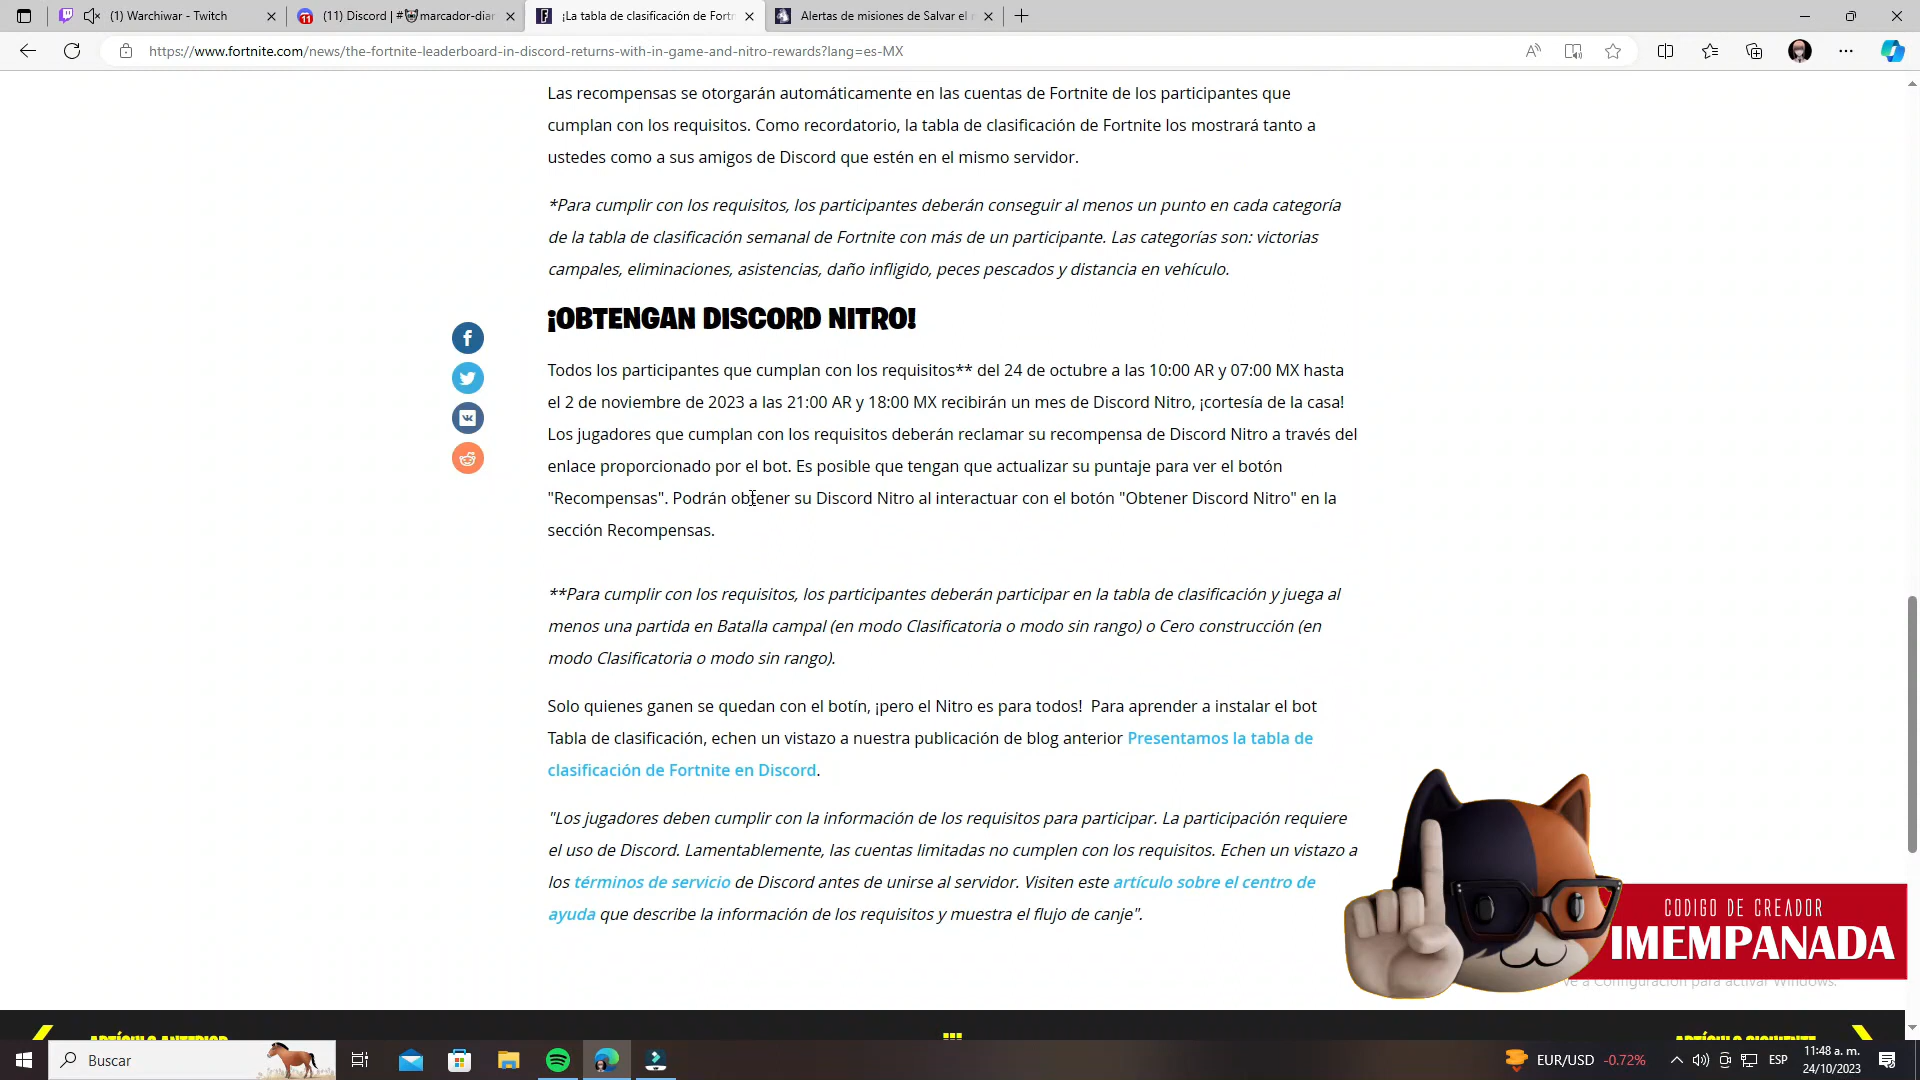 (1) Warchiwar - Twitch
(11) Discord | #🐺marcador-diar
¡La tabla de clasificación de Fortn
Alertas de misiones de Salvar el
https://www.fortnite.com/news/the-fortnite-leaderboard-in-discord-returns-with-in-game-and-nitro-rewards?lang=es-MX
Las recompensas se otorgarán automáticamente en las cuentas de Fortnite de los participantes que
cumplan con los requisitos. Como recordatorio, la tabla de clasificación de Fortnite los mostrará tanto a
ustedes como a sus amigos de Discord que estén en el mismo servidor.
*Para cumplir con los requisitos, los participantes deberán conseguir al menos un punto en cada categoría
de la tabla de clasificación semanal de Fortnite con más de un participante. Las categorías son: victorias
campales, eliminaciones, asistencias, daño infligido, peces pescados y distancia en vehículo.
¡OBTENGAN DISCORD NITRO!
Todos los participantes que cumplan con los requisitos** del 24 de octubre a las 10:00 AR y 07:00 MX hasta
el 2 de noviembre de 2023 a las 21:00 AR y 18:00 MX recibirán un mes de Discord Nitro, ¡cortesía de la casa!
Los jugadores que cumplan con los requisitos deberán reclamar su recompensa de Discord Nitro a través del
enlace proporcionado por el bot. Es posible que tengan que actualizar su puntaje para ver el botón
"Recompensas". Podrán obtener su Discord Nitro al interactuar con el botón "Obtener Discord Nitro" en la
sección Recompensas.
**Para cumplir con los requisitos, los participantes deberán participar en la tabla de clasificación y juega al
menos una partida en Batalla campal (en modo Clasificatoria o modo sin rango) o Cero construcción (en
modo Clasificatoria o modo sin rango).
Solo quienes ganen se quedan con el botín, ¡pero el Nitro es para todos! Para aprender a instalar el bot
Tabla de clasificación, echen un vistazo a nuestra publicación de blog anterior Presentamos la tabla de
clasificación de Fortnite en Discord.
"Los jugadores deben cumplir con la información de los requisitos para participar. La participación requiere
el uso de Discord. Lamentablemente, las cuentas limitadas no cumplen con los requisitos. Echen un vistazo a
los términos de servicio de Discord antes de unirse al servidor. Visiten este artículo sobre el centro de
ayuda que describe la información de los requisitos y muestra el flujo de canje".
CODIGO DE CREADOR
IMEMPANADA
Ve a Configuración para activar Windows.
ARTÍCULO ANTERIOR
ARTÍCULO SIGUIENTE
Buscar
EUR/USD -0.72%
ESP
11:48 a. m.
24/10/2023